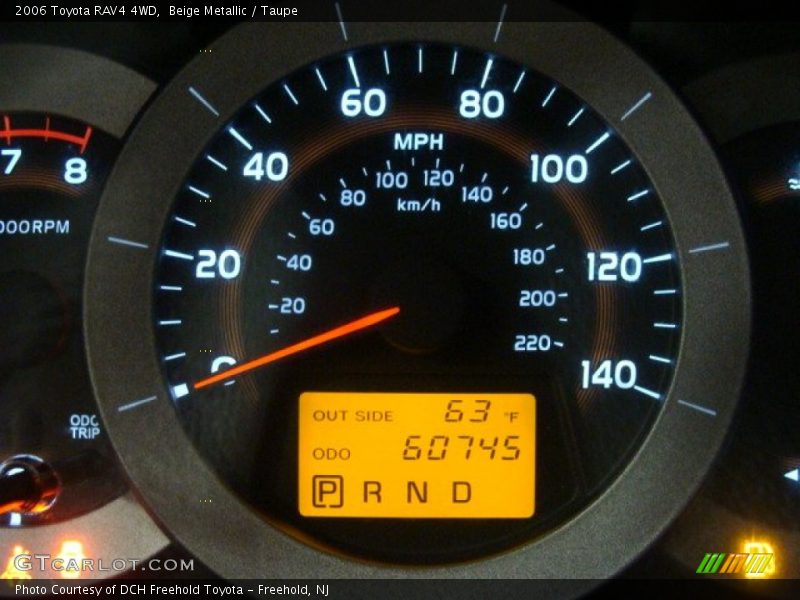 2006 Toyota RAV4 4WD, Beige Metallic / Taupe
60 80
MPH
40 100
7 8
100 120
80 140
km/h
60 160
000RPM
20 120
40 180
20 200
220
0 140
OUT SIDE 63 °F
ODO 60745
ODO
TRIP
P R N D
GTCARLOT.COM
Photo Courtesy of DCH Freehold Toyota - Freehold, NJ